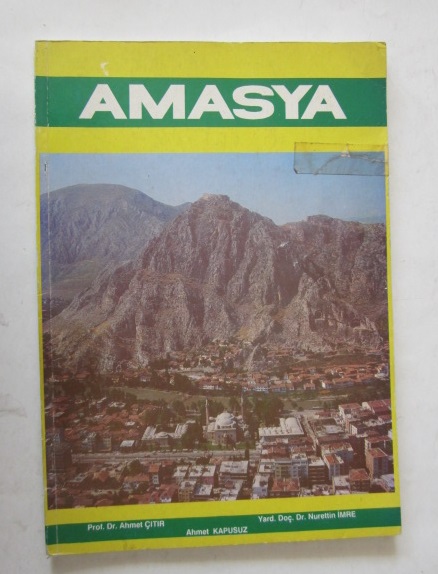 AMASYA
Prof. Dr. Ahmet ÇITIR
Yard. Doç. Dr. Nurettin İMRE
Ahmet KAPUSUZ